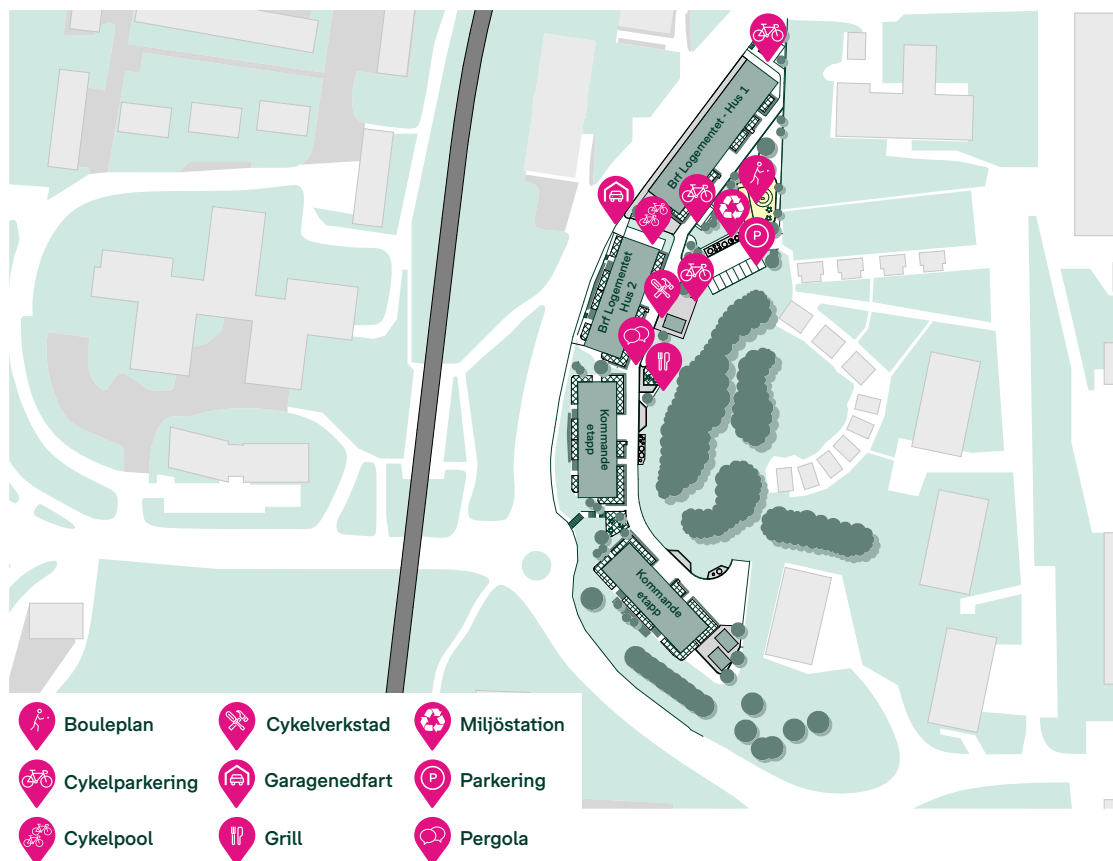 Brf Logementet - Hus 1
P
Brf Logementet
Hus 2
Kommande
etapp
Kommande
etapp
Bouleplan
Cykelverkstad
Miljöstation
Cykelparkering
Garagenedfart
P
Parkering
Cykelpool
Grill
Pergola